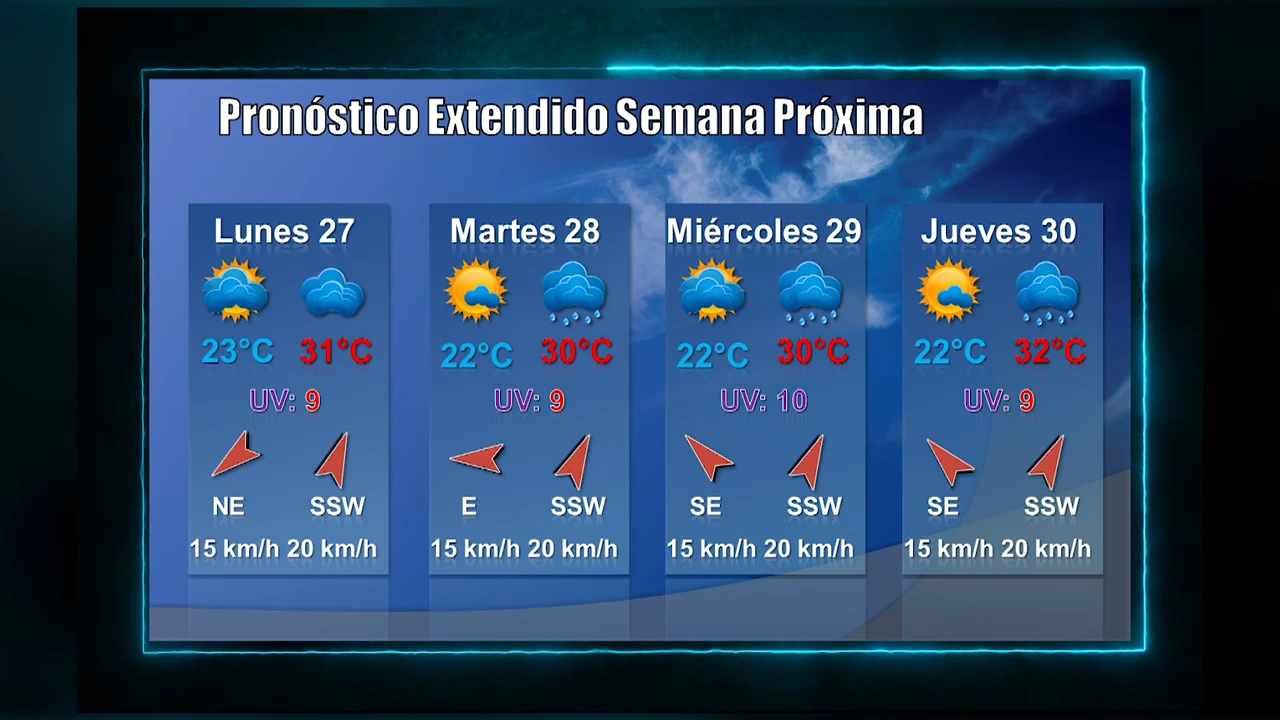 Pronóstico Extendido Semana Próxima
Lunes 27
23°C 31°C
UV: 9
NE SSW
15 km/h 20 km/h
Martes 28
22°C 30°C
UV: 9
E SSW
15 km/h 20 km/h
Miércoles 29
22°C 30°C
UV: 10
SE SSW
15 km/h 20 km/h
Jueves 30
22°C 32°C
UV: 9
SE SSW
15 km/h 20 km/h